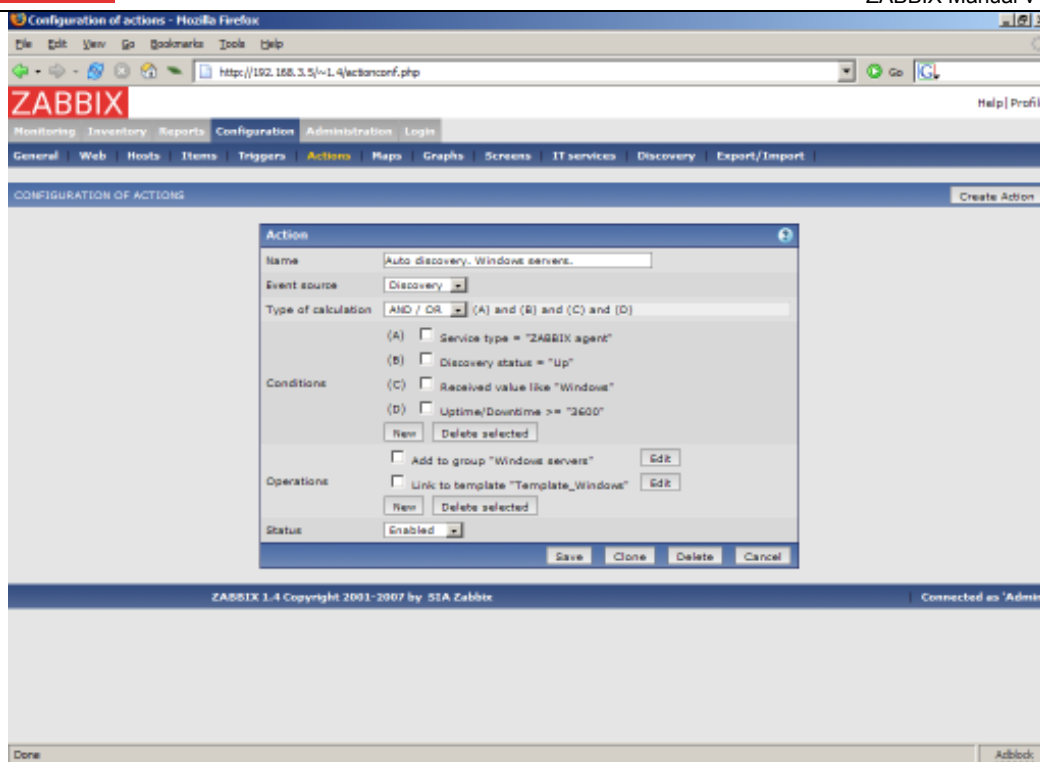 ZABBIX Manual v
Configuration of actions - Mozilla Firefox
File Edit View Go Bookmarks Tools Help
http://192.168.3.5/~1.4/actionconf.php Go
ZABBIX
Help | Profil
Monitoring Inventory Reports Configuration Administration Login
General | Web | Hosts | Items | Triggers | Actions | Maps | Graphs | Screens | IT services | Discovery | Export/Import |
CONFIGURATION OF ACTIONS Create Action
Action
Name Auto discovery. Windows servers.
Event source Discovery
Type of calculation AND / OR (A) and (B) and (C) and (D)
(A) Service type = "ZABBIX agent"
(B) Discovery status = "Up"
Conditions (C) Received value like "Windows"
(D) Uptime/Downtime >= "3600"
New Delete selected
Add to group "Windows servers" Edit
Operations Link to template "Template_Windows" Edit
New Delete selected
Status Enabled
Save Clone Delete Cancel
ZABBIX 1.4 Copyright 2001-2007 by SIA Zabbix | Connected as 'Admin
Done Adblock